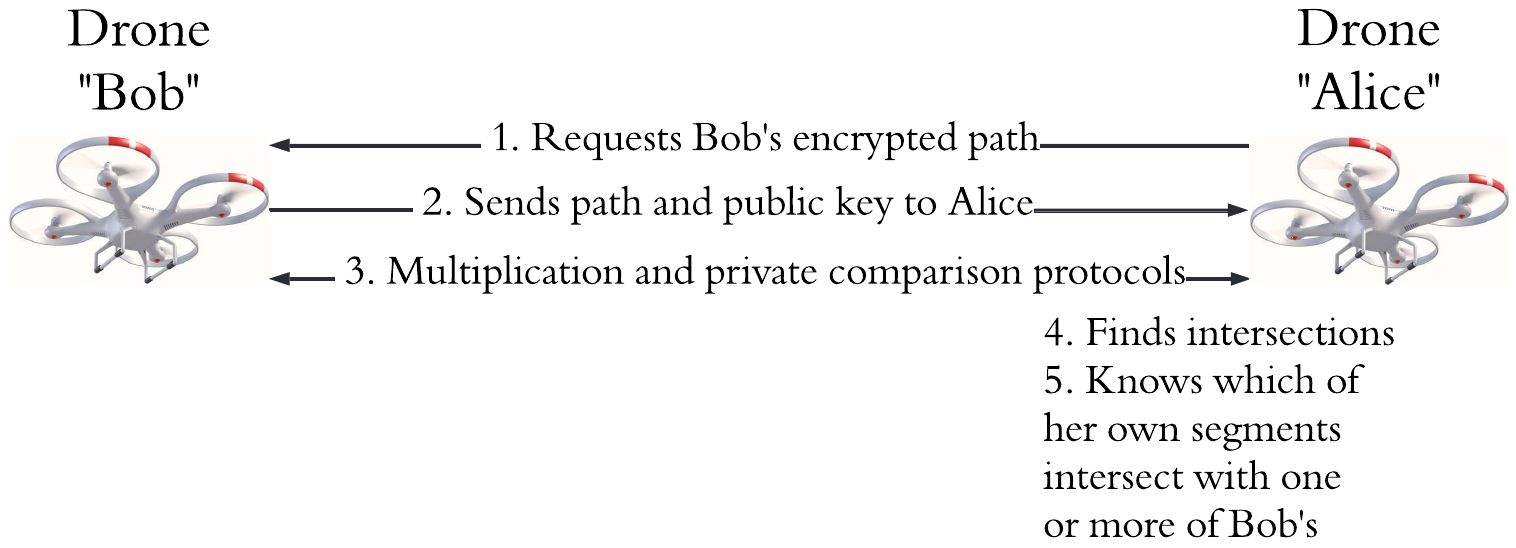 Drone
"Bob"
Drone
"Alice"
1. Requests Bob's encrypted path
2. Sends path and public key to Alice
3. Multiplication and private comparison protocols
4. Finds intersections
5. Knows which of
her own segments
intersect with one
or more of Bob's